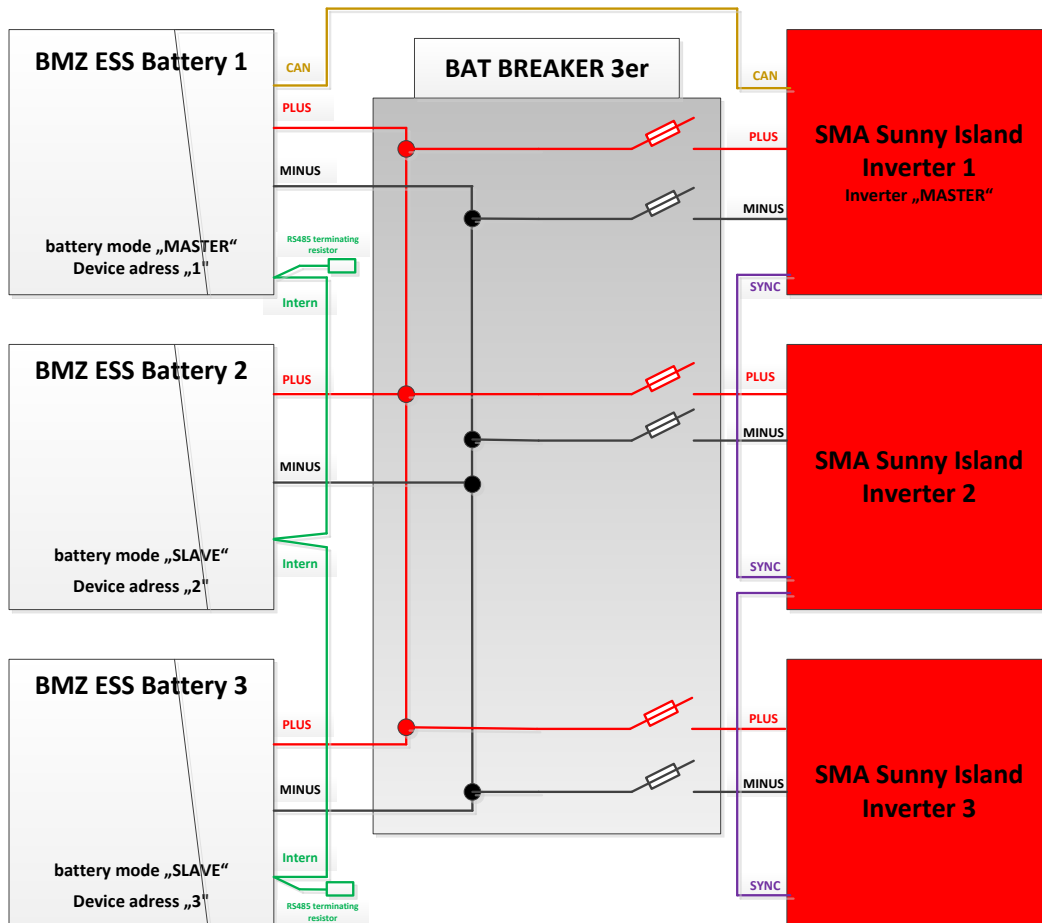 BMZ ESS Battery 1
CAN
PLUS
MINUS
battery mode „MASTER“
Device adress „1"
RS485 terminating
resistor
Intern
BAT BREAKER 3er
CAN
PLUS
MINUS
SYNC
SMA Sunny Island
Inverter 1
Inverter „MASTER“
BMZ ESS Battery 2
PLUS
MINUS
battery mode „SLAVE“
Device adress „2"
Intern
PLUS
MINUS
SYNC
SMA Sunny Island
Inverter 2
BMZ ESS Battery 3
PLUS
MINUS
battery mode „SLAVE“
Device adress „3"
Intern
RS485 terminating
resistor
PLUS
MINUS
SYNC
SMA Sunny Island
Inverter 3